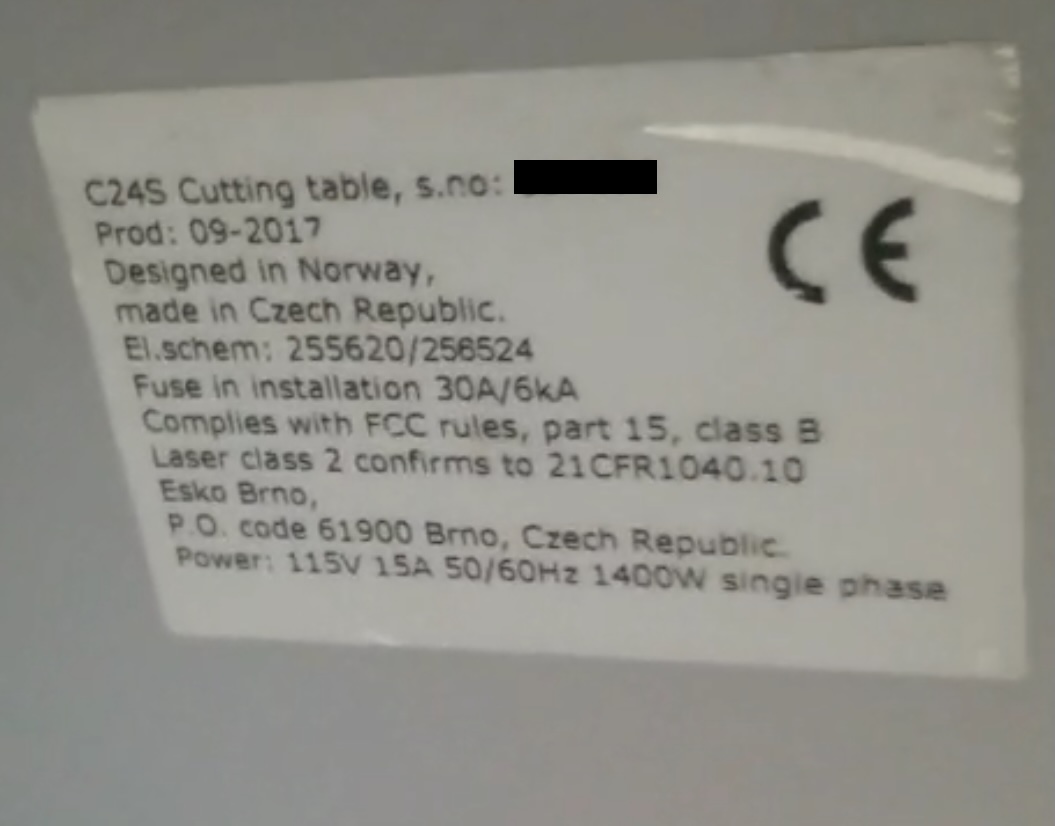 C24S Cutting table, s.no:
Prod: 09-2017
Designed in Norway,
made in Czech Republic.
El.schem: 255620/256524
Fuse in installation 30A/6kA
Complies with FCC rules, part 15, class B
Laser class 2 confirms to 21CFR1040.10
Esko Brno,
P.O. code 61900 Brno, Czech Republic.
Power: 115V 15A 50/60Hz 1400W single phase
CE